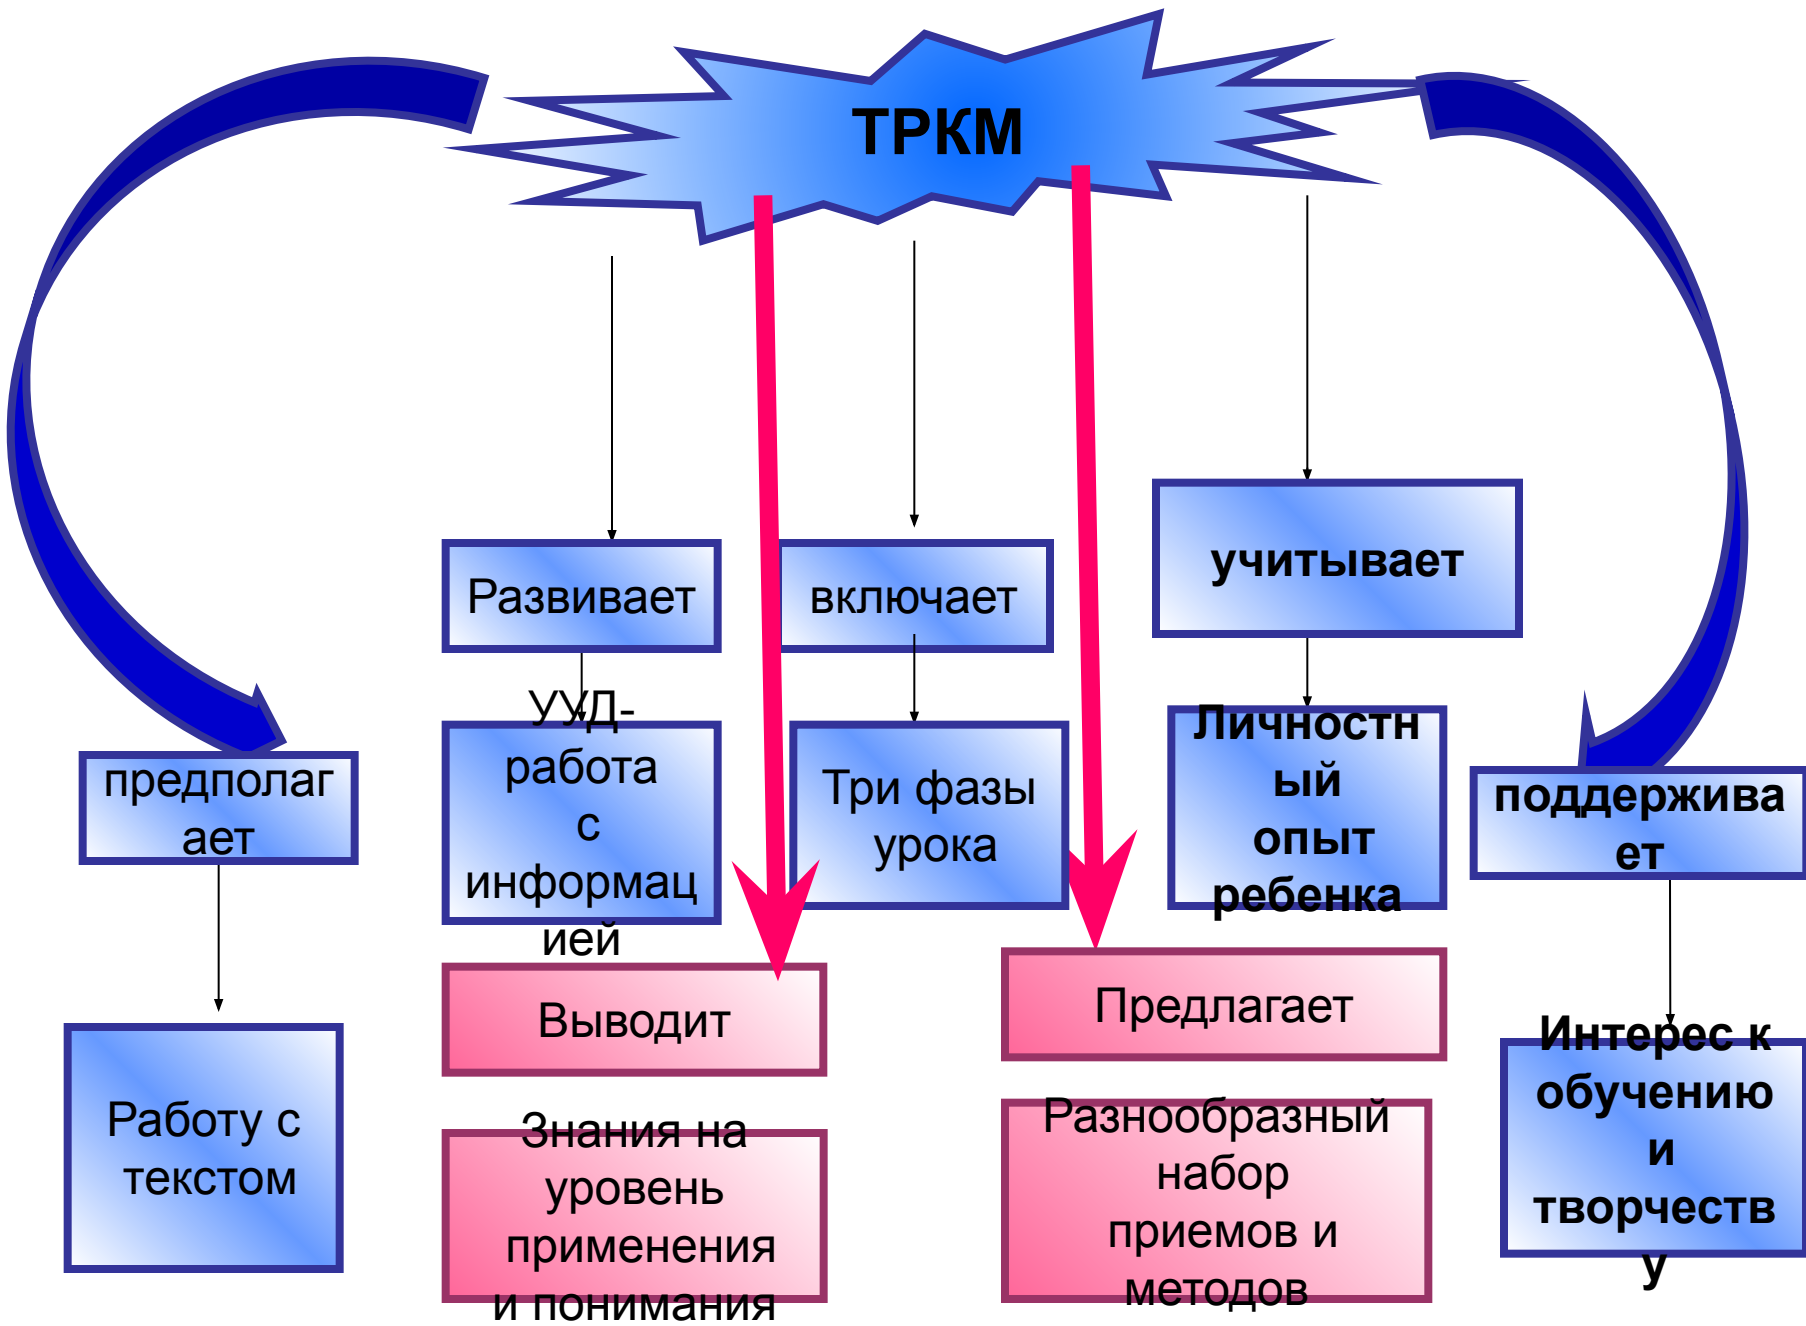 ТРКМ
предполаг
ает
Работу с
текстом
Развивает
УУД-
работа
с
информац
ией
включает
Три фазы
урока
учитывает
Личностн
ый
опыт
ребенка
поддержива
ет
Интерес к
обучению
и
творчеств
у
Выводит
Знания на
уровень
применения
и понимания
Предлагает
Разнообразный
набор
приемов и
методов